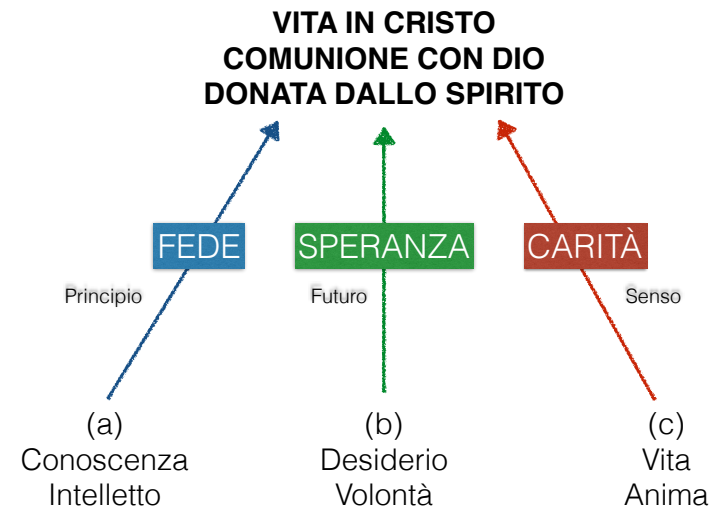 VITA IN CRISTO
COMUNIONE CON DIO
DONATA DALLO SPIRITO
FEDE
SPERANZA
CARITÀ
Principio
Futuro
Senso
(a)
Conoscenza
Intelletto
(b)
Desiderio
Volontà
(c)
Vita
Anima